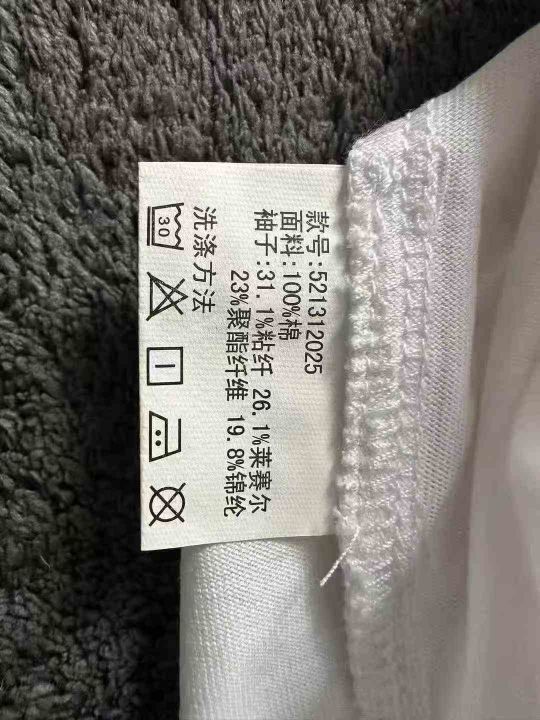 款号:521312025
面料:100%棉
袖子:31.1%粘纤 26.1%莱赛尔
23%聚酯纤维 19.8%锦纶
洗涤方法
30